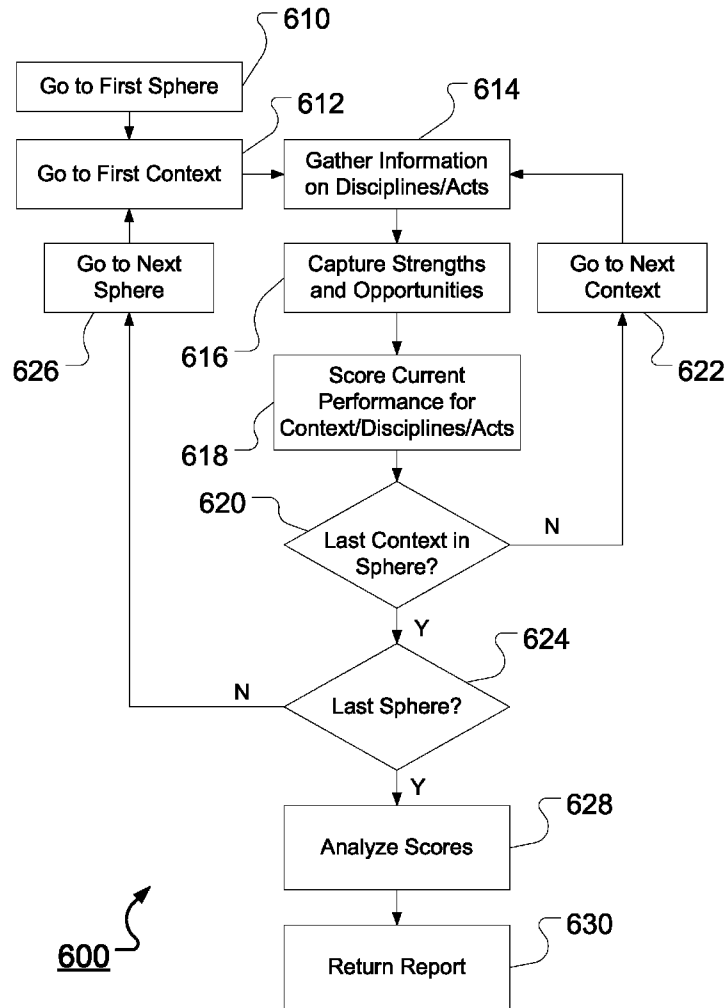 610
Go to First Sphere
612
Go to First Context
614
Gather Information
on Disciplines/Acts
Go to Next
Sphere
626
Capture Strengths
and Opportunities
616
Go to Next
Context
622
Score Current
Performance for
Context/Disciplines/Acts
618
620
Last Context in
Sphere?
N
Y
624
Last Sphere?
N
Y
628
Analyze Scores
630
Return Report
600